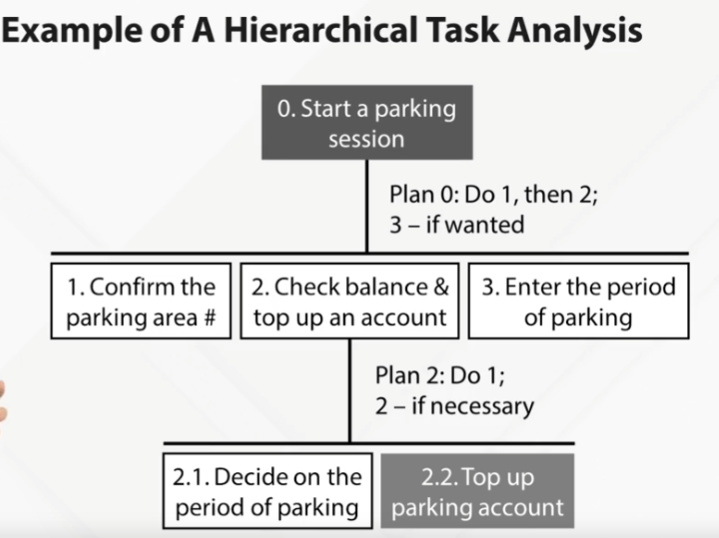 Example of A Hierarchical Task Analysis
0. Start a parking
session
Plan 0: Do 1, then 2;
3 – if wanted
1. Confirm the
parking area #
2. Check balance &
top up an account
3. Enter the period
of parking
Plan 2: Do 1;
2 – if necessary
2.1. Decide on the
period of parking
2.2. Top up
parking account